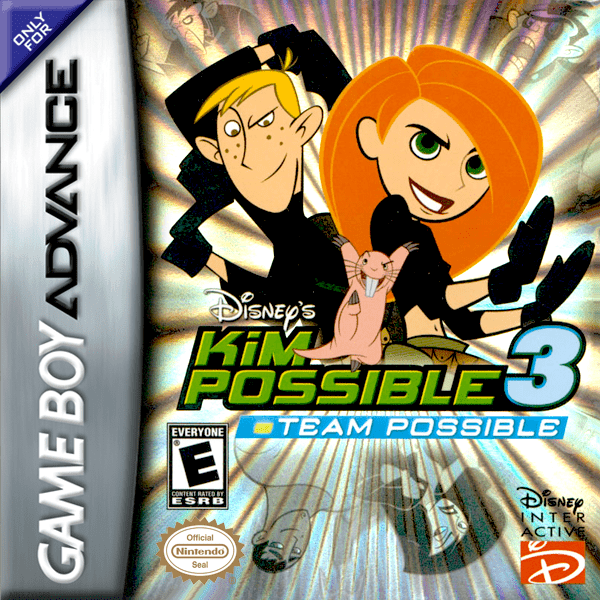 ONLY
FOR
GAME BOY ADVANCE
Disney's
KiM
POSSIBLE 3
TEAM POSSIBLE
EVERYONE
E
®
CONTENT RATED BY
ESRB
Official
Nintendo
Seal
Disney
INTER
ACTIVE
D